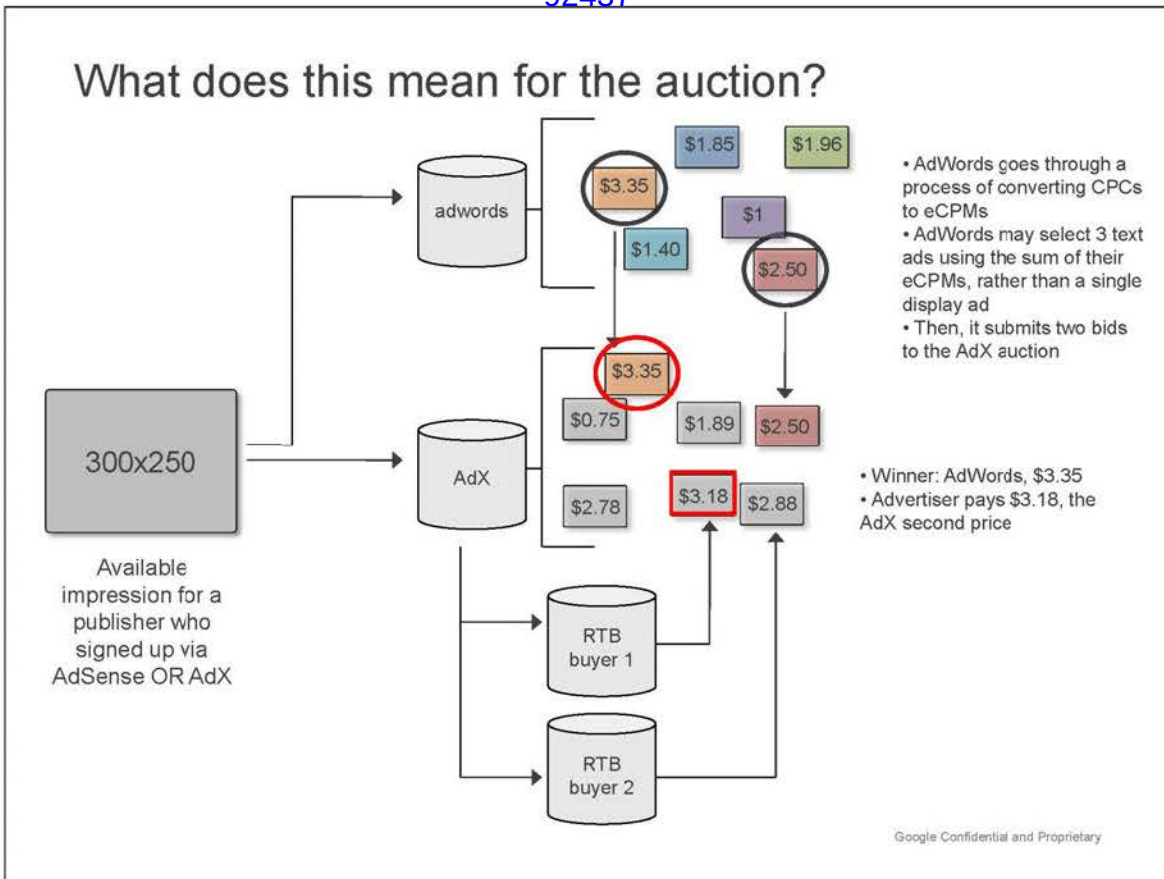 What does this mean for the auction?
adwords
$3.35
$1.85
$1.96
$1
$1.40
$2.50
• AdWords goes through a
process of converting CPCs
to eCPMs
• AdWords may select 3 text
ads using the sum of their
eCPMs, rather than a single
display ad
• Then, it submits two bids
to the AdX auction
300x250
Available
impression for a
publisher who
signed up via
AdSense OR AdX
AdX
$3.35
$0.75
$1.89
$2.50
$2.78
$3.18
$2.88
• Winner: AdWords, $3.35
• Advertiser pays $3.18, the
AdX second price
RTB
buyer 1
RTB
buyer 2
Google Confidential and Proprietary